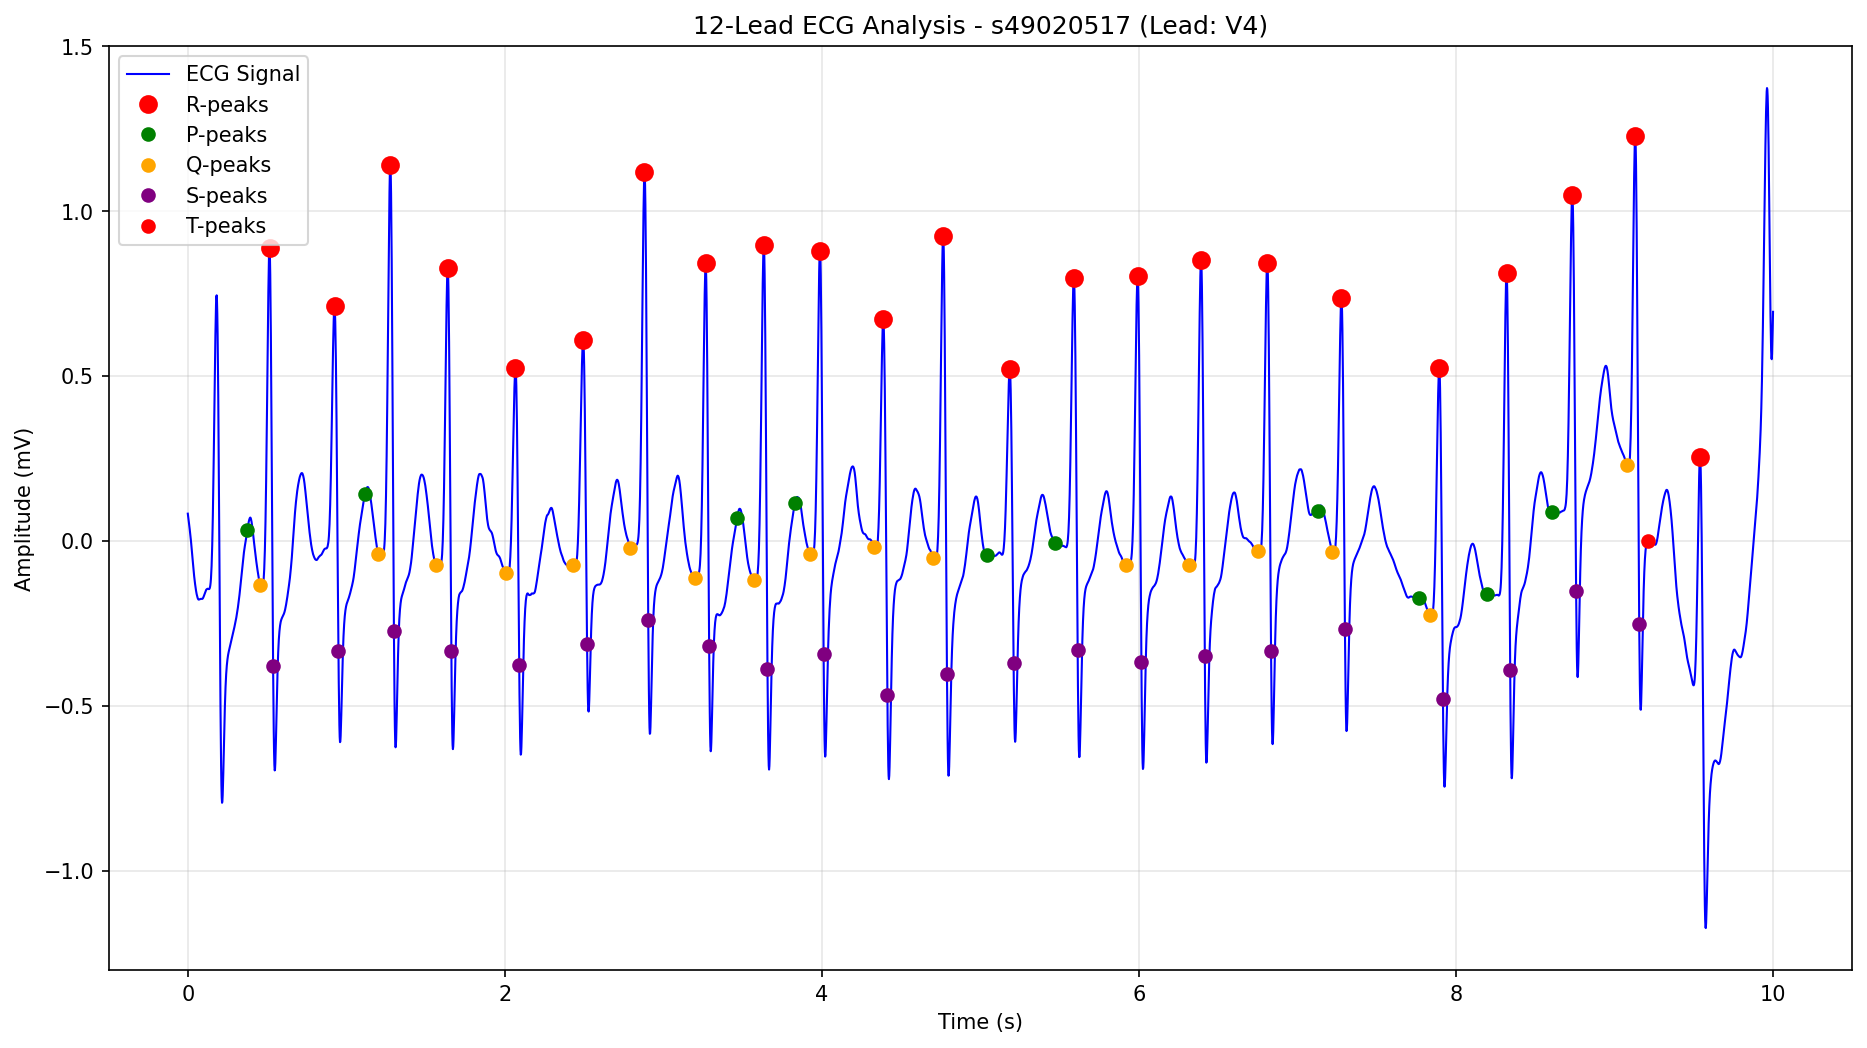 12-Lead ECG Analysis - s49020517 (Lead: V4)
ECG Signal
R-peaks
P-peaks
Q-peaks
S-peaks
T-peaks
Amplitude (mV)
1.5
1.0
0.5
0.0
−0.5
−1.0
0 2 4 6 8 10
Time (s)